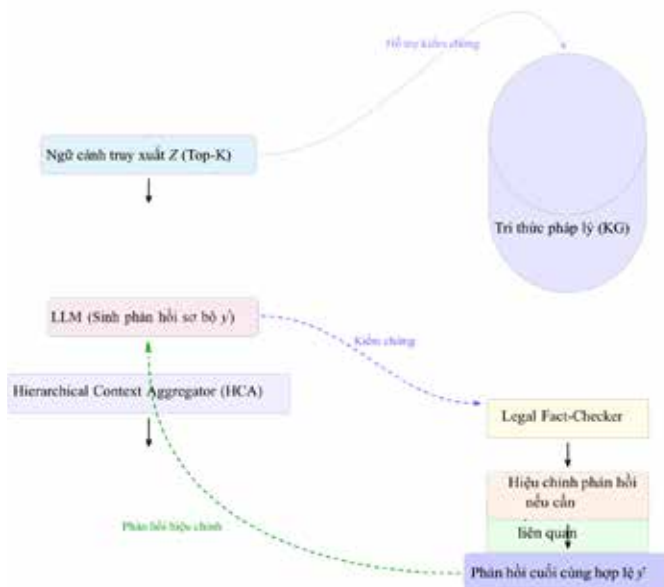 Hỗ trợ kiểm chứng
Ngữ cảnh truy xuất Z (Top-K)
Tri thức pháp lý (KG)
LLM (Sinh phản hồi sơ bộ y')
Kiểm chứng
Hierarchical Context Aggregator (HCA)
Legal Fact-Checker
Hiệu chỉnh phản hồi
nếu cần
Phản hồi hiệu chỉnh
liên quan
Phản hồi cuối cùng hợp lệ